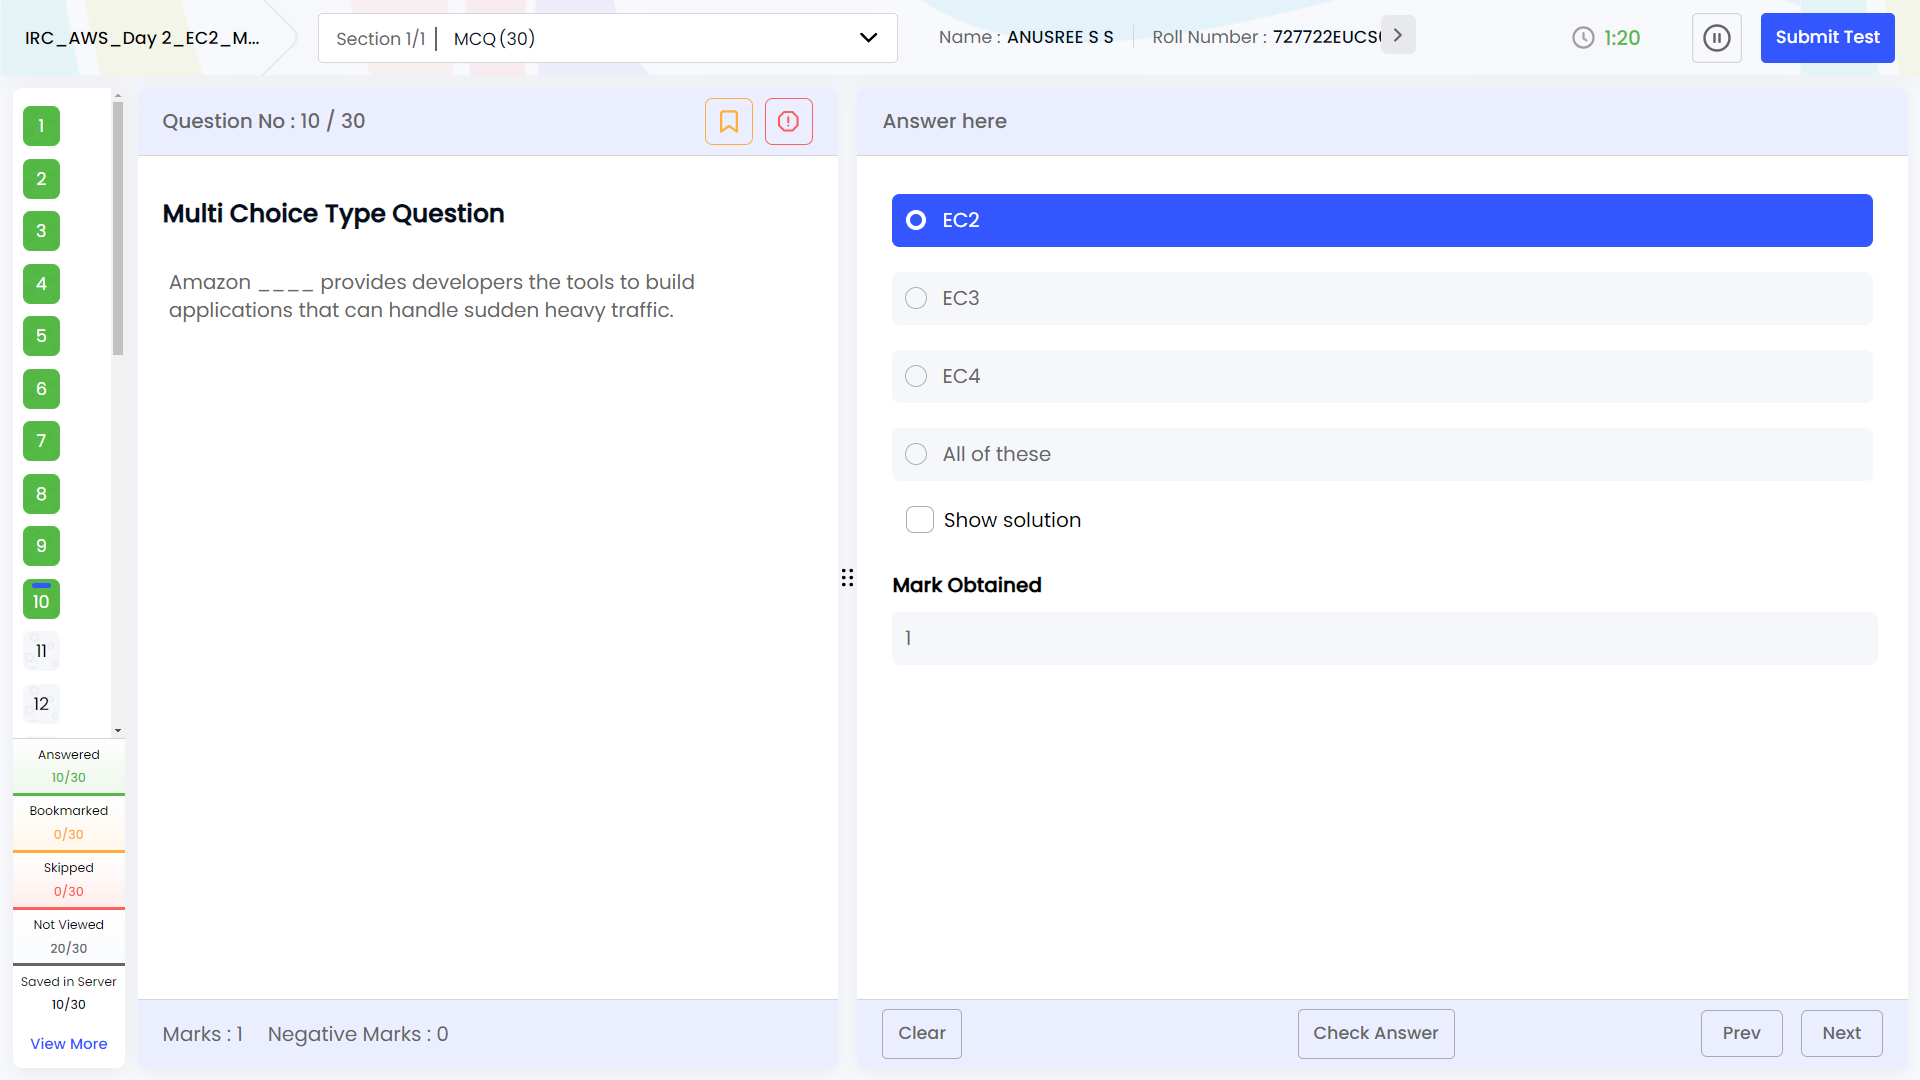 IRC_AWS_Day 2_EC2_M...
Section 1/1 | MCQ (30)
Name : ANUSREE S S
Roll Number : 727722EUCS
1:20
Submit Test
1
2
3
4
5
6
7
8
9
10
11
12
Answered
10/30
Bookmarked
0/30
Skipped
0/30
Not Viewed
20/30
Saved in Server
10/30
View More
Question No : 10 / 30
Multi Choice Type Question
Amazon ____ provides developers the tools to build
applications that can handle sudden heavy traffic.
Marks : 1 Negative Marks : 0
Answer here
EC2
EC3
EC4
All of these
Show solution
Mark Obtained
1
Clear
Check Answer
Prev
Next